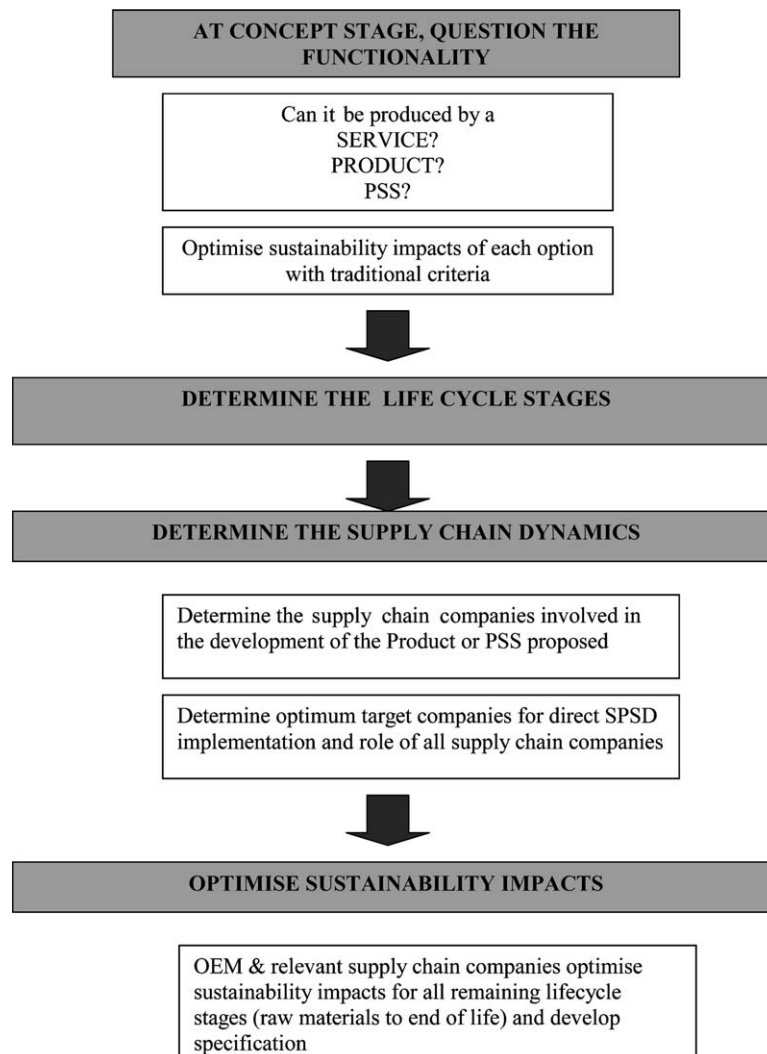 AT CONCEPT STAGE, QUESTION THE
FUNCTIONALITY
Can it be produced by a
SERVICE?
PRODUCT?
PSS?
Optimise sustainability impacts of each option
with traditional criteria
DETERMINE THE LIFE CYCLE STAGES
DETERMINE THE SUPPLY CHAIN DYNAMICS
Determine the supply chain companies involved in
the development of the Product or PSS proposed
Determine optimum target companies for direct SPSD
implementation and role of all supply chain companies
OPTIMISE SUSTAINABILITY IMPACTS
OEM & relevant supply chain companies optimise
sustainability impacts for all remaining lifecycle
stages (raw materials to end of life) and develop
specification